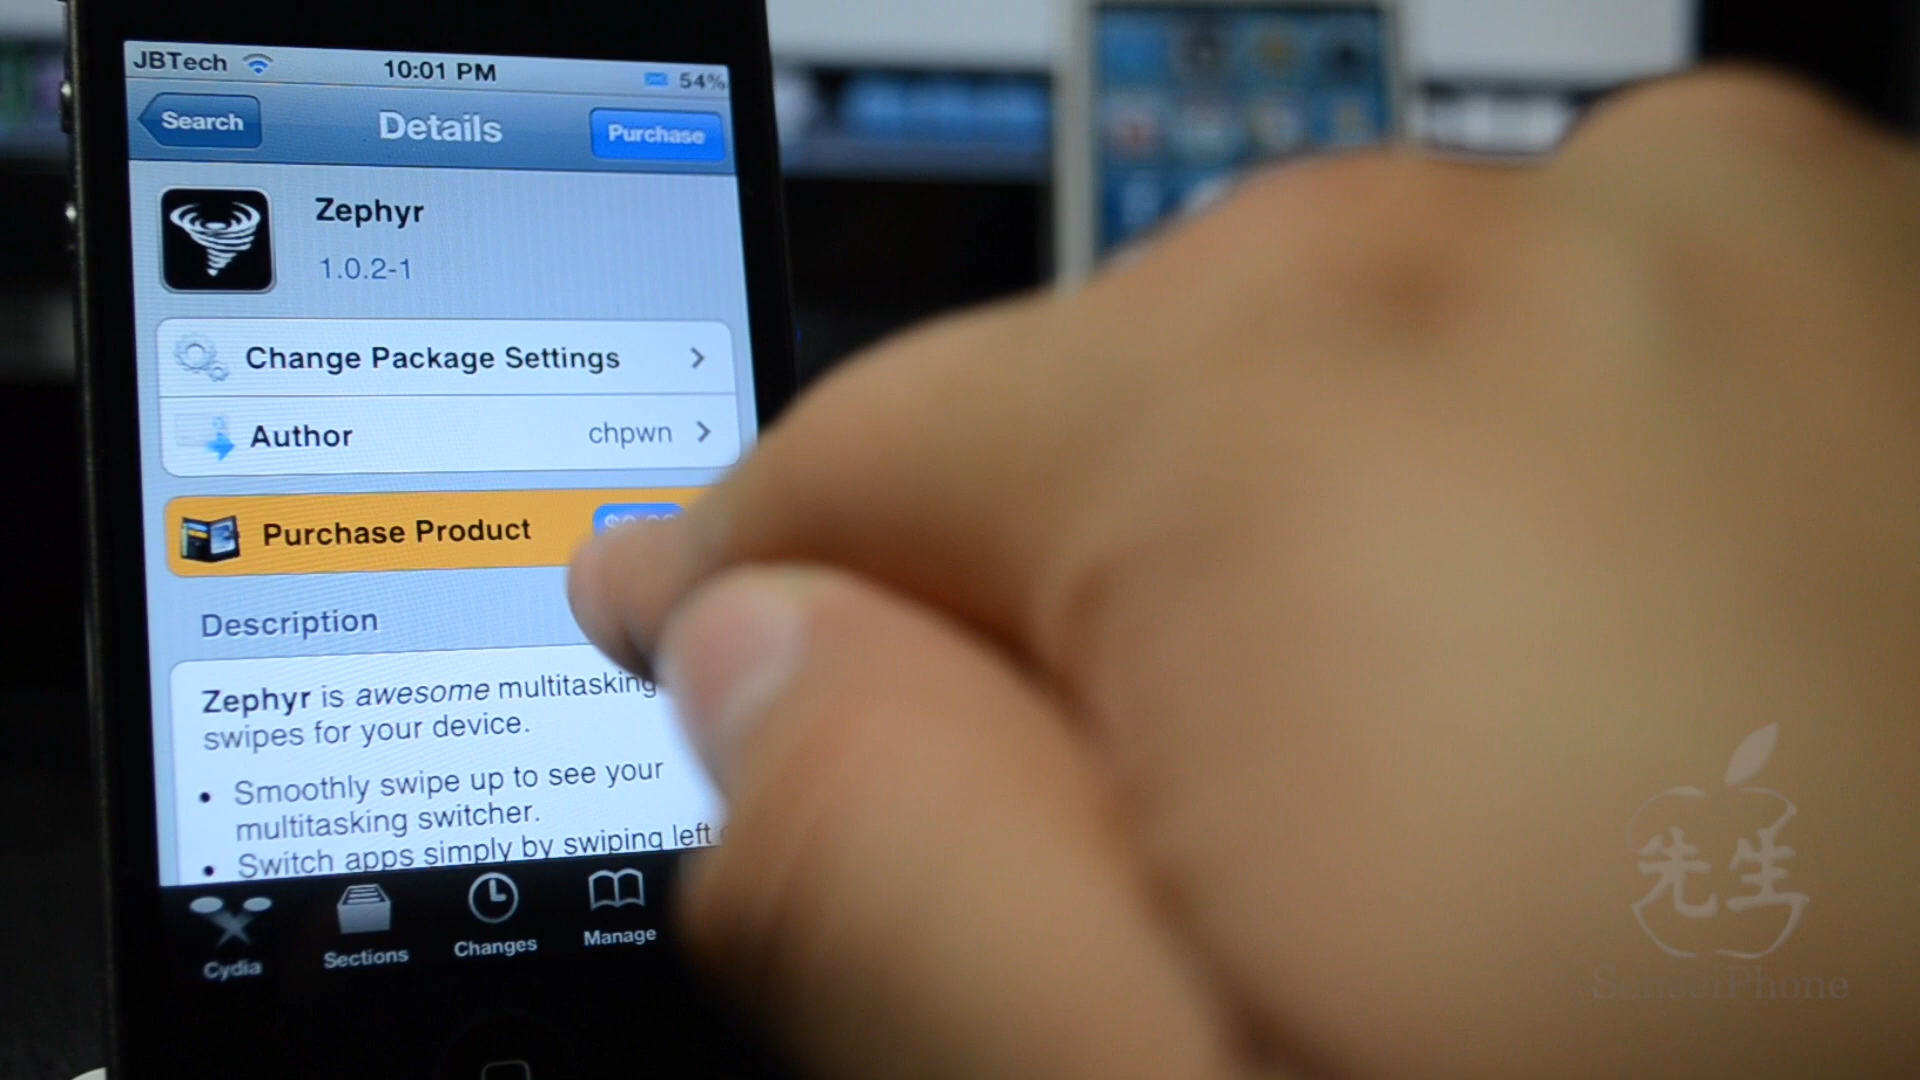 JBTech 10:01 PM 54%
Search Details Purchase
Zephyr
1.0.2-1
Change Package Settings
Author chpwn
Purchase Product
Description
Zephyr is awesome multitasking
swipes for your device.
• Smoothly swipe up to see your
multitasking switcher.
• Switch apps simply by swiping left
Cydia Sections Changes Manage
先生
SenseiPhone